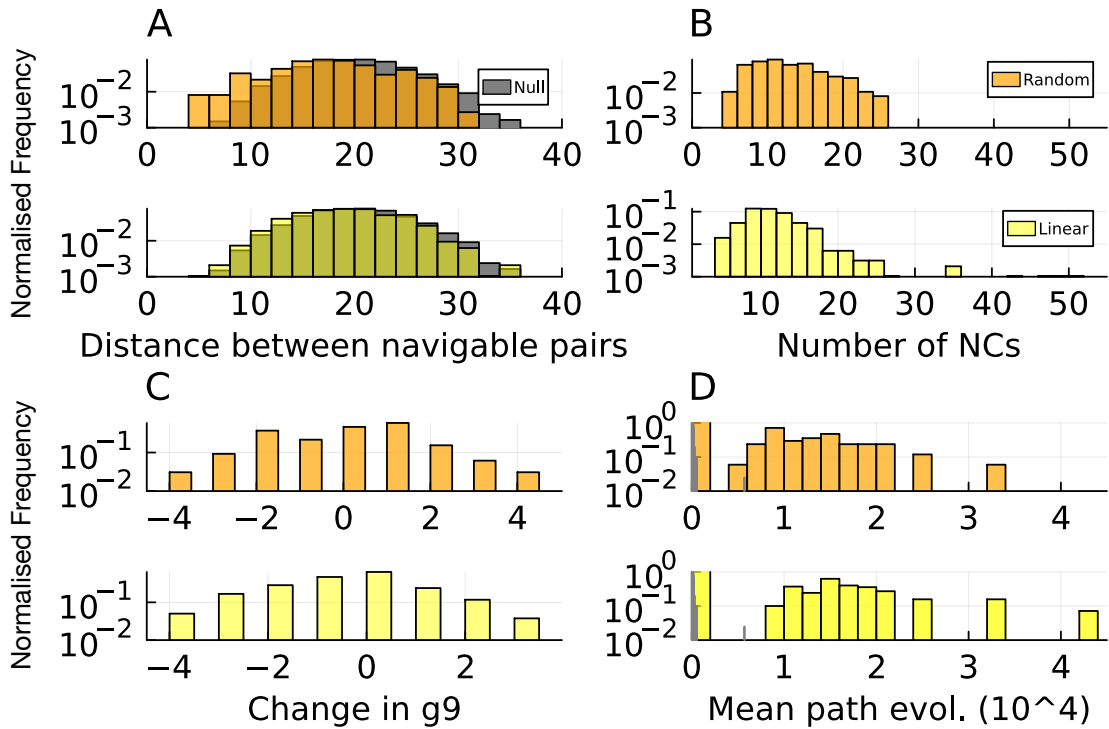 A
B
Normalised Frequency
10^-2
10^-3
Null
0 10 20 30 40
10^-2
10^-3
Random
0 10 20 30 40 50
10^-2
10^-3
0 10 20 30 40
10^-1
10^-2
10^-3
Linear
10 20 30 40 50
Distance between navigable pairs
Number of NCs
C
D
Normalised Frequency
10^-1
10^-2
−4 −2 0 2 4
10^0
10^-1
10^-2
0 1 2 3 4
10^-1
10^-2
−4 −2 0 2
10^0
10^-1
10^-2
0 1 2 3 4
Change in g9
Mean path evol. (10^4)